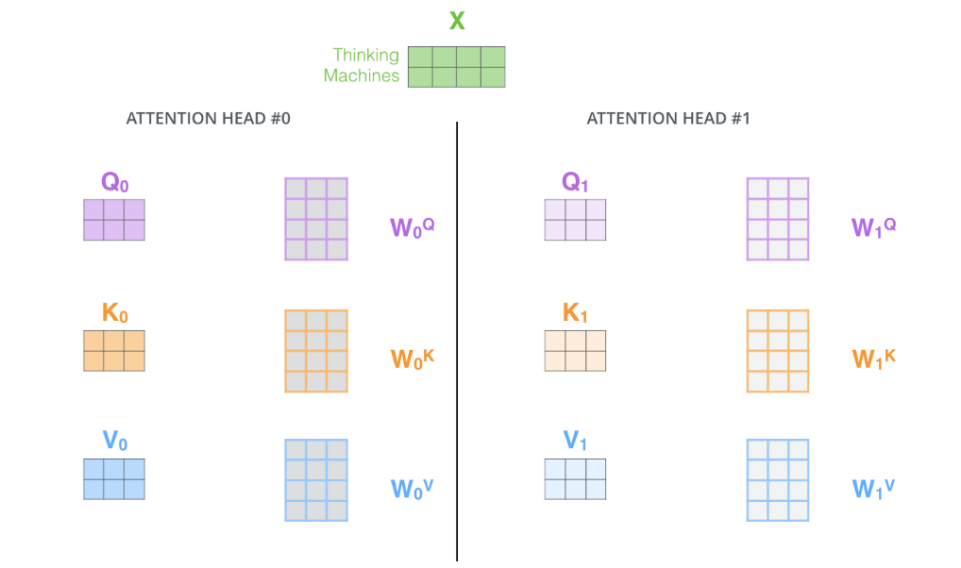 X
Thinking
Machines
ATTENTION HEAD #0
ATTENTION HEAD #1
Q₀
W₀Q
Q₁
W₁Q
K₀
W₀K
K₁
W₁K
V₀
W₀V
V₁
W₁V